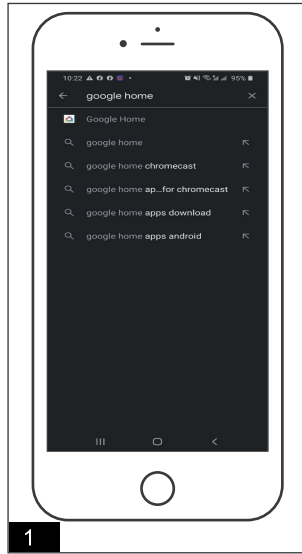 10:22 95%
google home
Google Home
google home
google home chromecast
google home ap...for chromecast
google home apps download
google home apps android
1